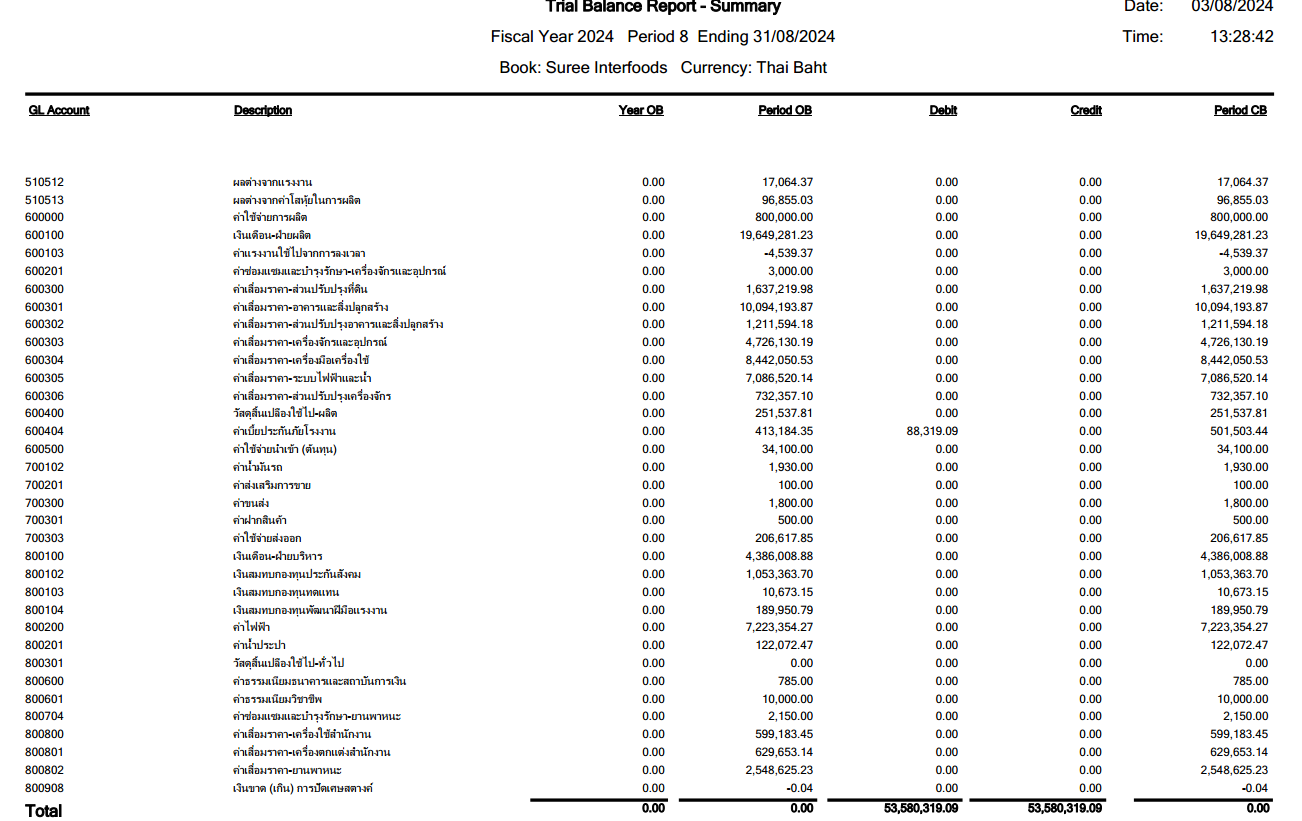 Trial Balance Report - Summary Date: 03/08/2024
Fiscal Year 2024 Period 8 Ending 31/08/2024 Time: 13:28:42
Book: Suree Interfoods Currency: Thai Baht
GL Account Description Year OB Period OB Debit Credit Period CB
510512 ผลต่างจากแรงงาน 0.00 17,064.37 0.00 0.00 17,064.37
510513 ผลต่างจากค่าโสหุ้ยในการผลิต 0.00 96,855.03 0.00 0.00 96,855.03
600000 ค่าใช้จ่ายการผลิต 0.00 800,000.00 0.00 0.00 800,000.00
600100 เงินเดือน-ฝ่ายผลิต 0.00 19,649,281.23 0.00 0.00 19,649,281.23
600103 ค่าแรงงานใช้ไปจากการลงเวลา 0.00 -4,539.37 0.00 0.00 -4,539.37
600201 ค่าซ่อมแซมและบำรุงรักษา-เครื่องจักรและอุปกรณ์ 0.00 3,000.00 0.00 0.00 3,000.00
600300 ค่าเสื่อมราคา-ส่วนปรับปรุงที่ดิน 0.00 1,637,219.98 0.00 0.00 1,637,219.98
600301 ค่าเสื่อมราคา-อาคารและสิ่งปลูกสร้าง 0.00 10,094,193.87 0.00 0.00 10,094,193.87
600302 ค่าเสื่อมราคา-ส่วนปรับปรุงอาคารและสิ่งปลูกสร้าง 0.00 1,211,594.18 0.00 0.00 1,211,594.18
600303 ค่าเสื่อมราคา-เครื่องจักรและอุปกรณ์ 0.00 4,726,130.19 0.00 0.00 4,726,130.19
600304 ค่าเสื่อมราคา-เครื่องมือเครื่องใช้ 0.00 8,442,050.53 0.00 0.00 8,442,050.53
600305 ค่าเสื่อมราคา-ระบบไฟฟ้าและน้ำ 0.00 7,086,520.14 0.00 0.00 7,086,520.14
600306 ค่าเสื่อมราคา-ส่วนปรับปรุงเครื่องจักร 0.00 732,357.10 0.00 0.00 732,357.10
600400 วัสดุสิ้นเปลืองใช้ไป-ผลิต 0.00 251,537.81 0.00 0.00 251,537.81
600404 ค่าเบี้ยประกันภัยโรงงาน 0.00 413,184.35 88,319.09 0.00 501,503.44
600500 ค่าใช้จ่ายนำเข้า (ต้นทุน) 0.00 34,100.00 0.00 0.00 34,100.00
700102 ค่าน้ำมันรถ 0.00 1,930.00 0.00 0.00 1,930.00
700201 ค่าส่งเสริมการขาย 0.00 100.00 0.00 0.00 100.00
700300 ค่าขนส่ง 0.00 1,800.00 0.00 0.00 1,800.00
700301 ค่าฝากสินค้า 0.00 500.00 0.00 0.00 500.00
700303 ค่าใช้จ่ายส่งออก 0.00 206,617.85 0.00 0.00 206,617.85
800100 เงินเดือน-ฝ่ายบริหาร 0.00 4,386,008.88 0.00 0.00 4,386,008.88
800102 เงินสมทบกองทุนประกันสังคม 0.00 1,053,363.70 0.00 0.00 1,053,363.70
800103 เงินสมทบกองทุนทดแทน 0.00 10,673.15 0.00 0.00 10,673.15
800104 เงินสมทบกองทุนพัฒนาฝีมือแรงงาน 0.00 189,950.79 0.00 0.00 189,950.79
800200 ค่าไฟฟ้า 0.00 7,223,354.27 0.00 0.00 7,223,354.27
800201 ค่าน้ำประปา 0.00 122,072.47 0.00 0.00 122,072.47
800301 วัสดุสิ้นเปลืองใช้ไป-ทั่วไป 0.00 0.00 0.00 0.00 0.00
800600 ค่าธรรมเนียมธนาคารและสถาบันการเงิน 0.00 785.00 0.00 0.00 785.00
800601 ค่าธรรมเนียมวิชาชีพ 0.00 10,000.00 0.00 0.00 10,000.00
800704 ค่าซ่อมแซมและบำรุงรักษา-ยานพาหนะ 0.00 2,150.00 0.00 0.00 2,150.00
800800 ค่าเสื่อมราคา-เครื่องใช้สำนักงาน 0.00 599,183.45 0.00 0.00 599,183.45
800801 ค่าเสื่อมราคา-เครื่องตกแต่งสำนักงาน 0.00 629,653.14 0.00 0.00 629,653.14
800802 ค่าเสื่อมราคา-ยานพาหนะ 0.00 2,548,625.23 0.00 0.00 2,548,625.23
800908 เงินขาด (เกิน) การปัดเศษสตางค์ 0.00 -0.04 0.00 0.00 -0.04
Total 0.00 0.00 53,580,319.09 53,580,319.09 0.00